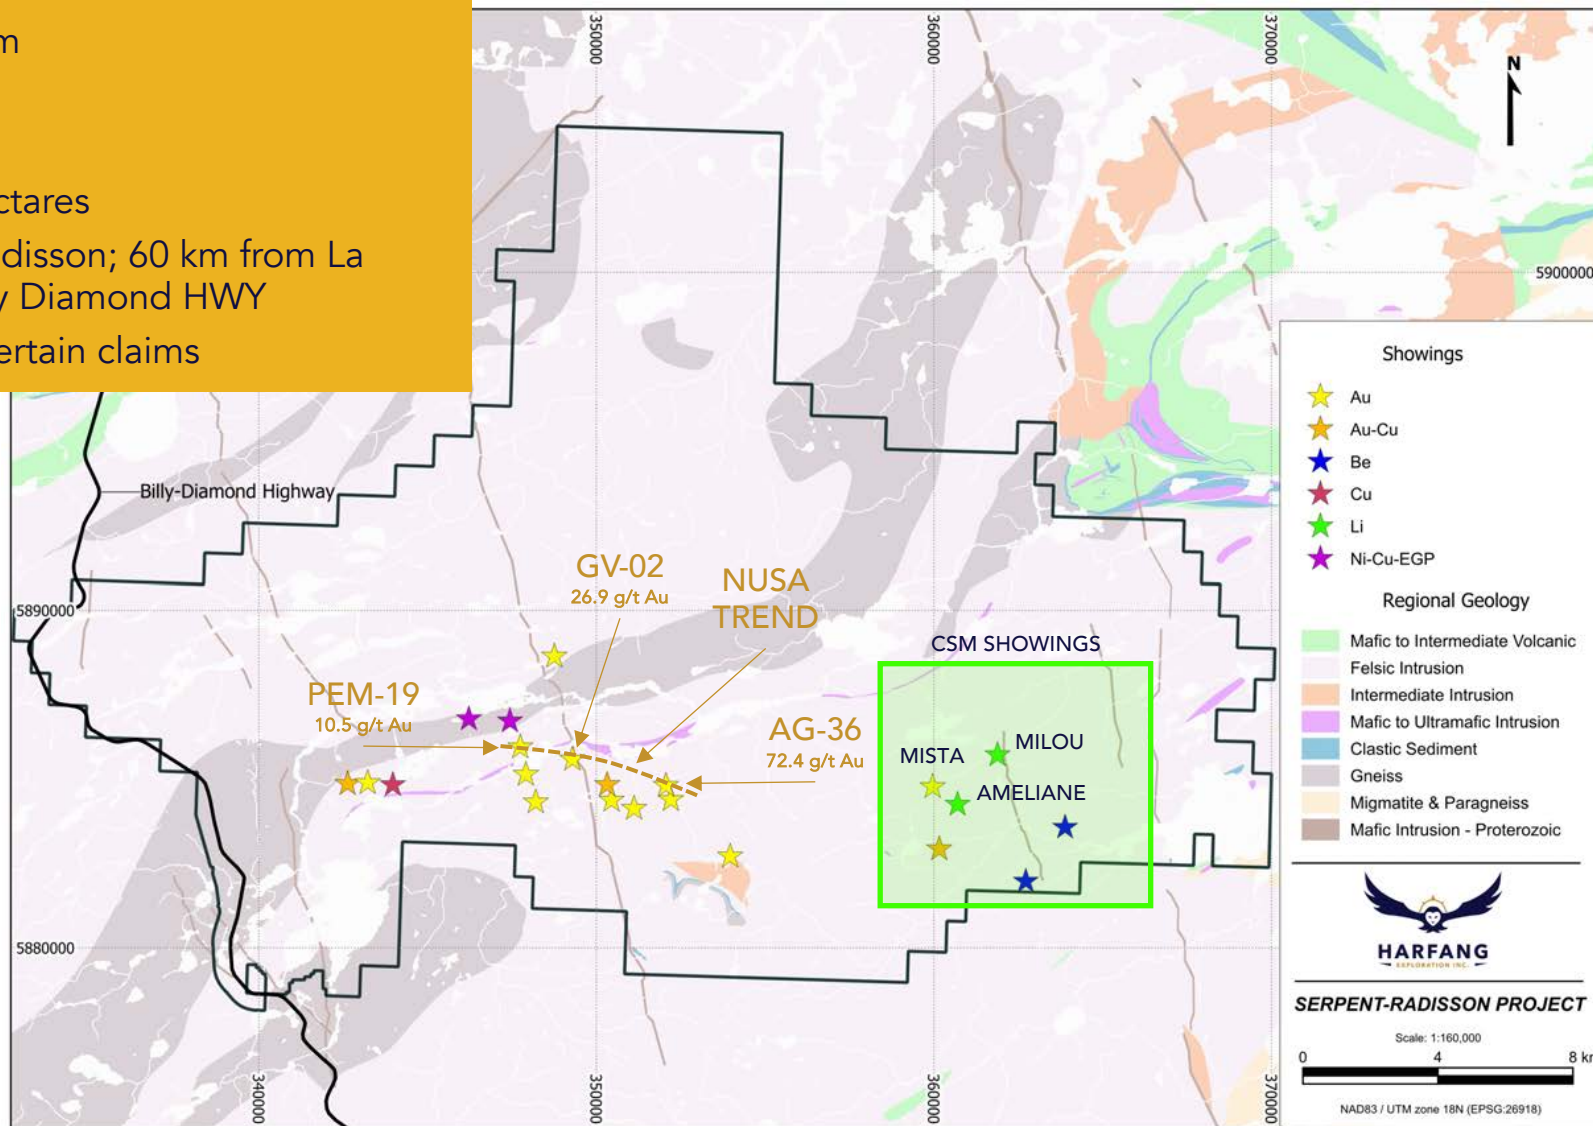 m
ctares
disson; 60 km from La
y Diamond HWY
ertain claims
350000
360000
370000
N
5900000
Billy-Diamond Highway
5890000
GV-02
26.9 g/t Au
NUSA
TREND
CSM SHOWINGS
PEM-19
10.5 g/t Au
AG-36
72.4 g/t Au
MISTA
MILOU
AMELIANE
5880000
340000
350000
360000
370000
Showings
Au
Au-Cu
Be
Cu
Li
Ni-Cu-EGP
Regional Geology
Mafic to Intermediate Volcanic
Felsic Intrusion
Intermediate Intrusion
Mafic to Ultramafic Intrusion
Clastic Sediment
Gneiss
Migmatite & Paragneiss
Mafic Intrusion - Proterozoic
HARFANG
EXPLORATION INC.
SERPENT-RADISSON PROJECT
Scale: 1:160,000
0 4 8 km
NAD83 / UTM zone 18N (EPSG:26918)